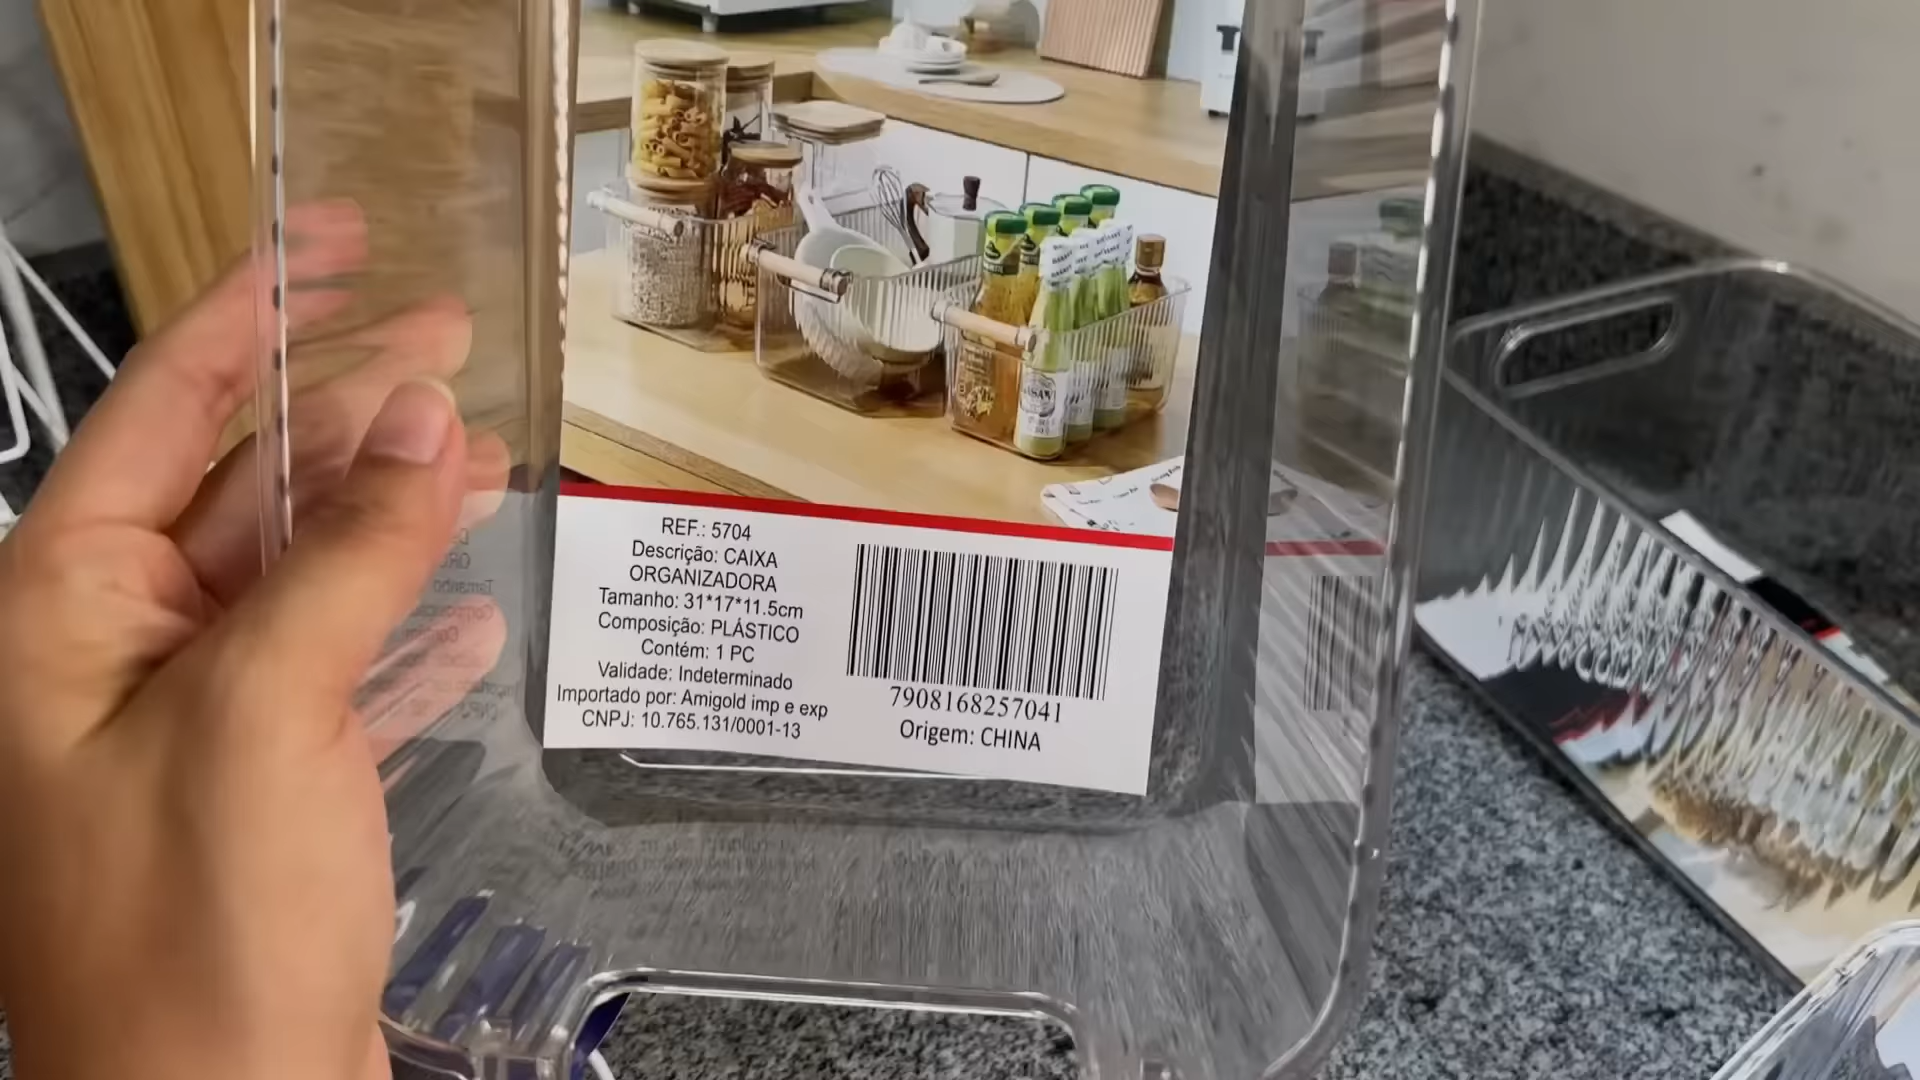 REF.: 5704
Descrição: CAIXA
ORGANIZADORA
Tamanho: 31*17*11.5cm
Composição: PLÁSTICO
Contém: 1 PC
Validade: Indeterminado
Importado por: Amigold imp e exp
CNPJ: 10.765.131/0001-13
7908168257041
Origem: CHINA